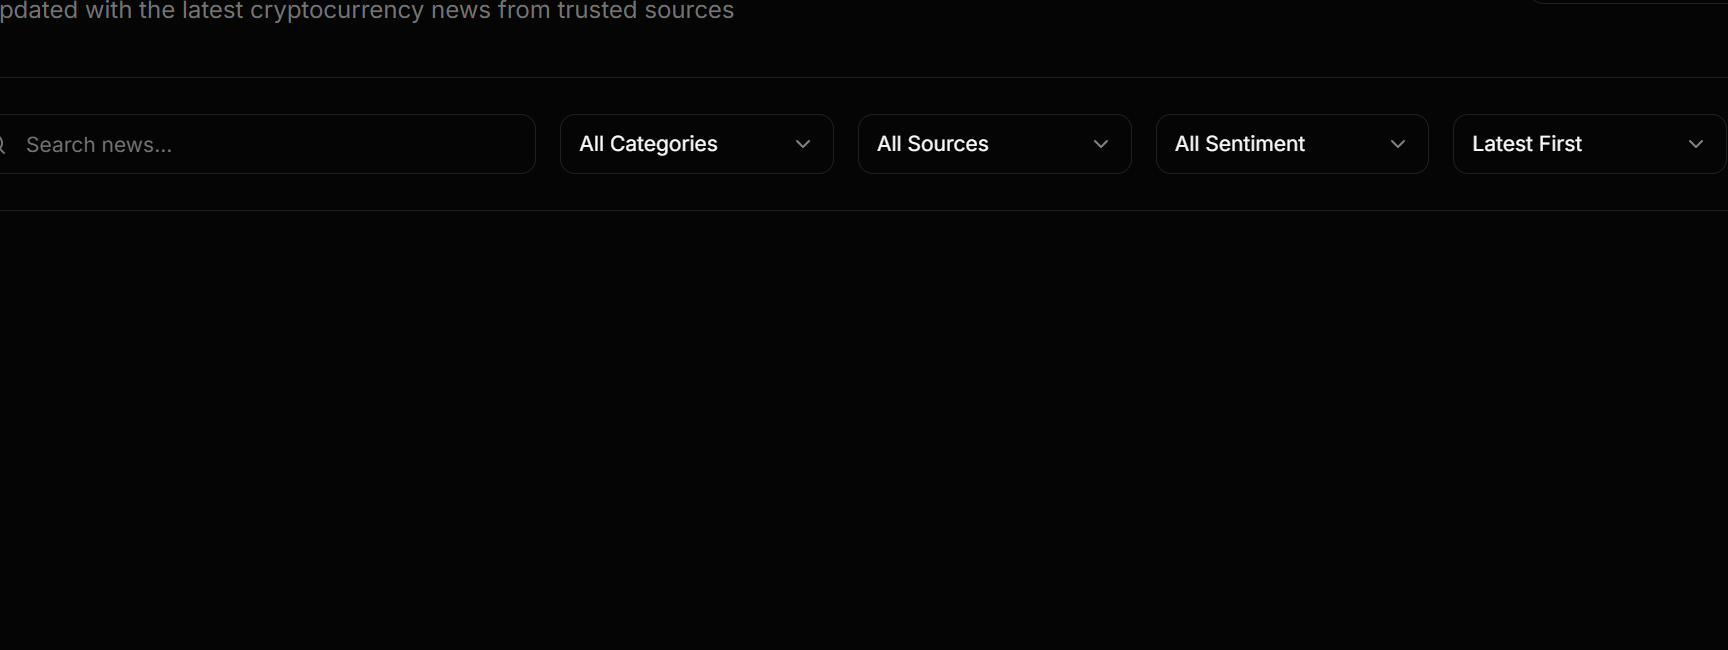 pdated with the latest cryptocurrency news from trusted sources
Search news...
All Categories
All Sources
All Sentiment
Latest First